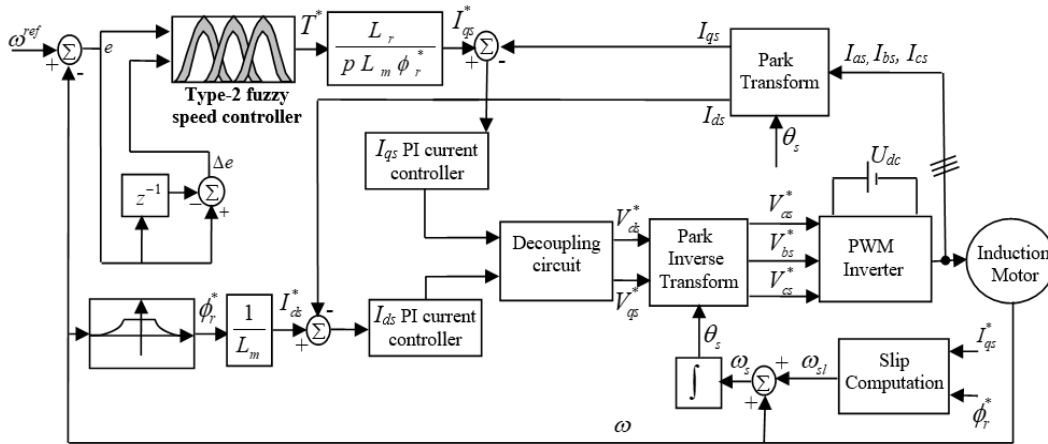 ω^ref
Σ
+
-
e
Type-2 fuzzy
speed controller
T*
L_r
p L_m ϕ_r*
I_qs*
Σ
+
-
I_qs
Park
Transform
I_as, I_bs, I_cs
I_ds
θ_s
I_qs PI current
controller
Δe
z^-1
Σ
−
+
U_dc
Decoupling
circuit
V_ds*
V_qs*
Park
Inverse
Transform
V_as*
V_bs*
V_cs*
PWM
Inverter
Induction
Motor
ϕ_r*
1
L_m
I_ds*
Σ
-
+
I_ds PI current
controller
θ_s
∫
ω_s
Σ
+
+
ω_sl
Slip
Computation
I_qs*
ϕ_r*
ω